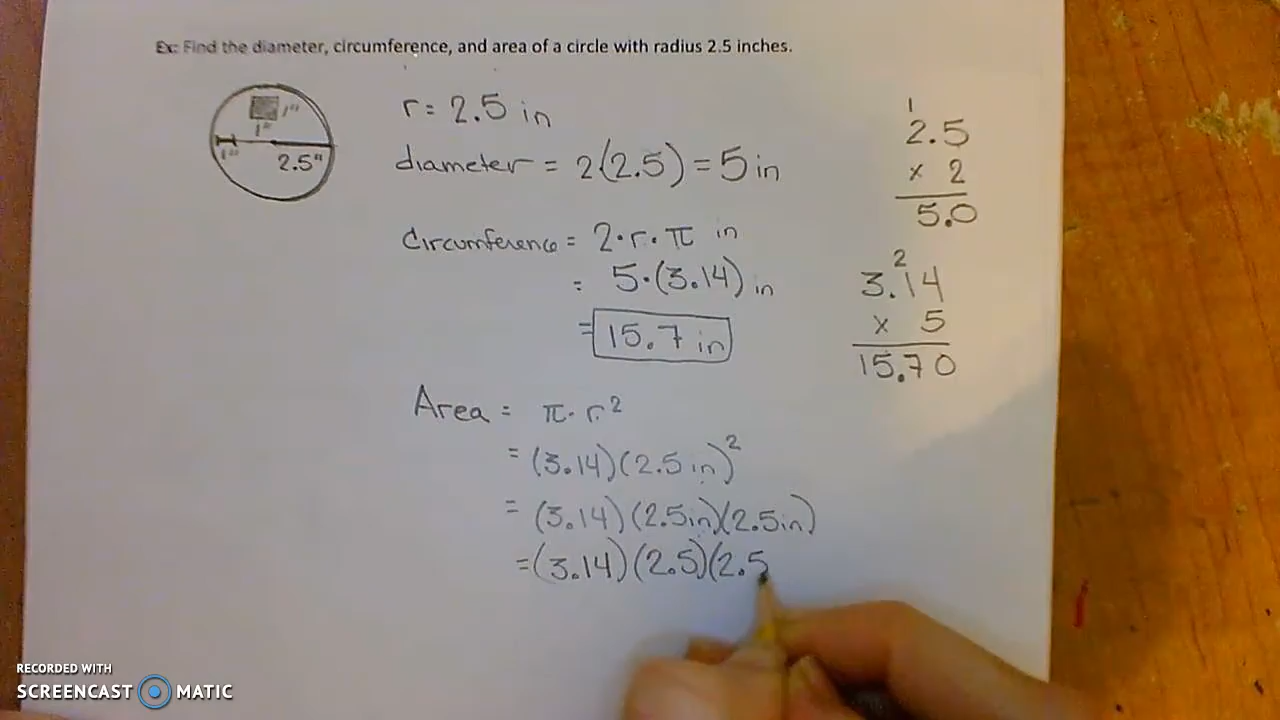 Ex: Find the diameter, circumference, and area of a circle with radius 2.5 inches.
1"
1"
1"
2.5"
r = 2.5 in
diameter = 2(2.5) = 5 in
Circumference = 2·r·π in
= 5·(3.14) in
= 15.7 in
Area = π·r²
= (3.14)(2.5 in)²
= (3.14)(2.5in)(2.5in)
= (3.14)(2.5)(2.5
1
2.5
x 2
5.0
2
3.14
x 5
15.70
RECORDED WITH
SCREENCAST MATIC